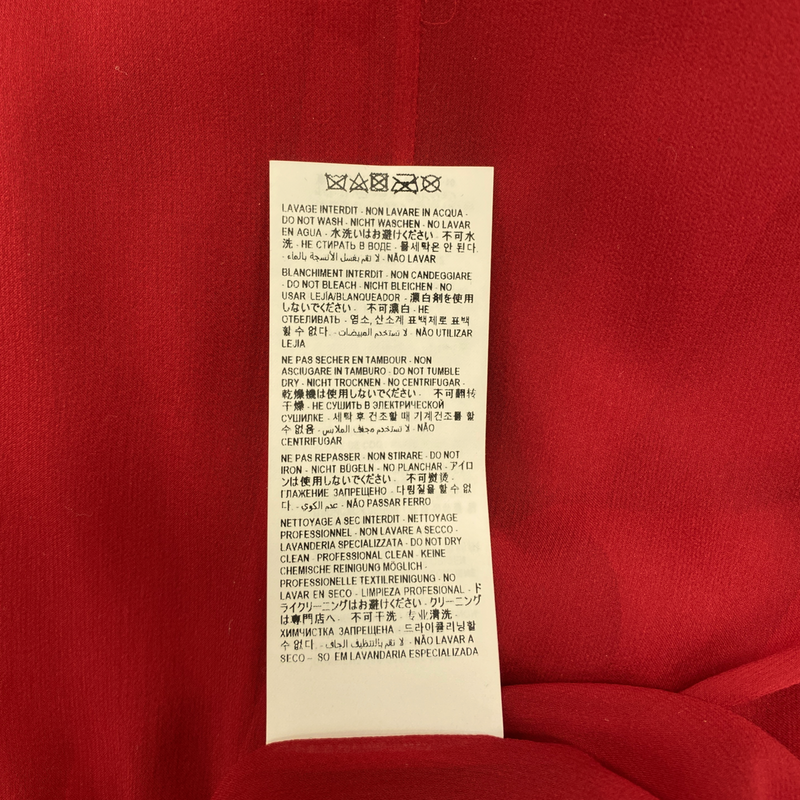 LAVAGE INTERDIT - NON LAVARE IN ACQUA -
DO NOT WASH - NICHT WASCHEN - NO LAVAR
EN AGUA - 水洗いはお避けください - 不可水
洗 - НЕ СТИРАТЬ В ВОДЕ - 물세탁은 안 된다.
- لا تقم بغسل الأنسجة بالماء - NÃO LAVAR
BLANCHIMENT INTERDIT - NON CANDEGGIARE
- DO NOT BLEACH - NICHT BLEICHEN - NO
USAR LEJÍA/BLANQUEADOR - 濃白剤を使用
しないでください - 不可濃白 - НЕ
ОТБЕЛИВАТЬ - 염소, 산소계 표백제로 표백
할 수 없다. - لا تستخدم المبيضات - NÃO UTILIZAR
LEJIA
NE PAS SECHER EN TAMBOUR - NON
ASCIUGARE IN TAMBURO - DO NOT TUMBLE
DRY - NICHT TROCKNEN - NO CENTRIFUGAR -
乾燥機は使用しないでください - 不可翻转
干燥 - НЕ СУШИТЬ В ЭЛЕКТРИЧЕСКОЙ
СУШИЛКЕ - 세탁 후 건조할 때 기계건조를 할
수 없음 - لا تستخدم مجفف الملابس - NÃO
CENTRIFUGAR
NE PAS REPASSER - NON STIRARE - DO NOT
IRON - NICHT BÜGELN - NO PLANCHAR - アイロ
ンは使用しないでください - 不可熨烫 -
ГЛАЖЕНИЕ ЗАПРЕЩЕНО - 다림질을 할 수 없
다. - عدم الكوي - NÃO PASSAR FERRO
NETTOYAGE A SEC INTERDIT - NETTOYAGE
PROFESSIONNEL - NON LAVARE A SECCO -
LAVANDERIA SPECIALIZZATA - DO NOT DRY
CLEAN - PROFESSIONAL CLEAN - KEINE
CHEMISCHE REINIGUNG MÖGLICH -
PROFESSIONELLE TEXTILREINIGUNG - NO
LAVAR EN SECO - LIMPIEZA PROFESIONAL - ド
ライクリーニングはお避けください - クリーニング
は専門店へ - 不可干洗 - 专业清洗 -
ХИМЧИСТКА ЗАПРЕЩЕНА - 드라이클리닝할
수 없다. - لا تقم بالتنظيف الجاف - NÃO LAVAR A
SECO – SO EM LAVANDARIA ESPECIALIZADA